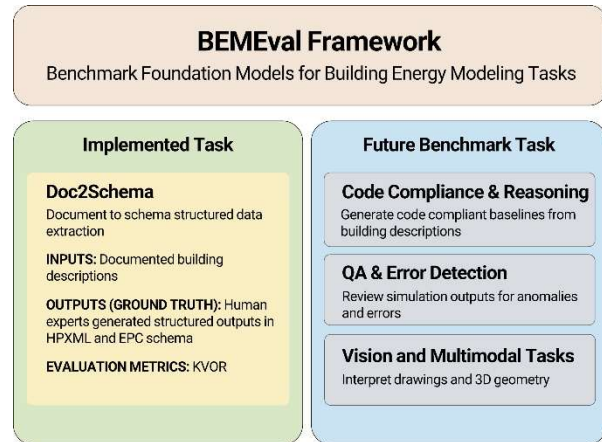 BEMEval Framework
Benchmark Foundation Models for Building Energy Modeling Tasks
Implemented Task
Doc2Schema
Document to schema structured data
extraction
INPUTS: Documented building
descriptions
OUTPUTS (GROUND TRUTH): Human
experts generated structured outputs in
HPXML and EPC schema
EVALUATION METRICS: KVOR
Future Benchmark Task
Code Compliance & Reasoning
Generate code compliant baselines from
building descriptions
QA & Error Detection
Review simulation outputs for anomalies
and errors
Vision and Multimodal Tasks
Interpret drawings and 3D geometry